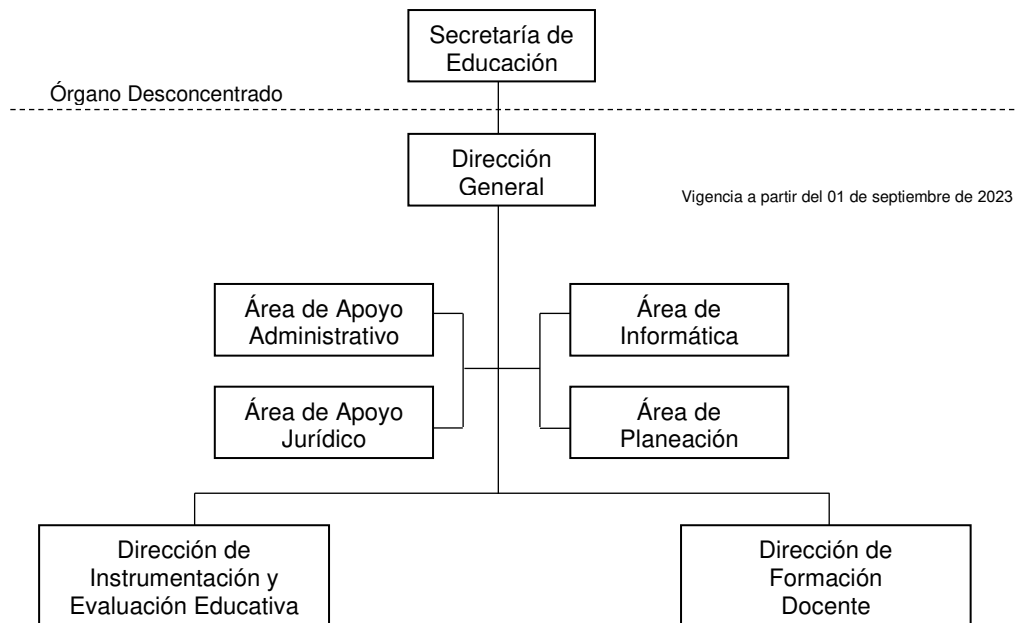 Secretaría de
Educación
Órgano Desconcentrado
Dirección
General
Vigencia a partir del 01 de septiembre de 2023
Área de Apoyo
Administrativo
Área de
Informática
Área de Apoyo
Jurídico
Área de
Planeación
Dirección de
Instrumentación y
Evaluación Educativa
Dirección de
Formación
Docente